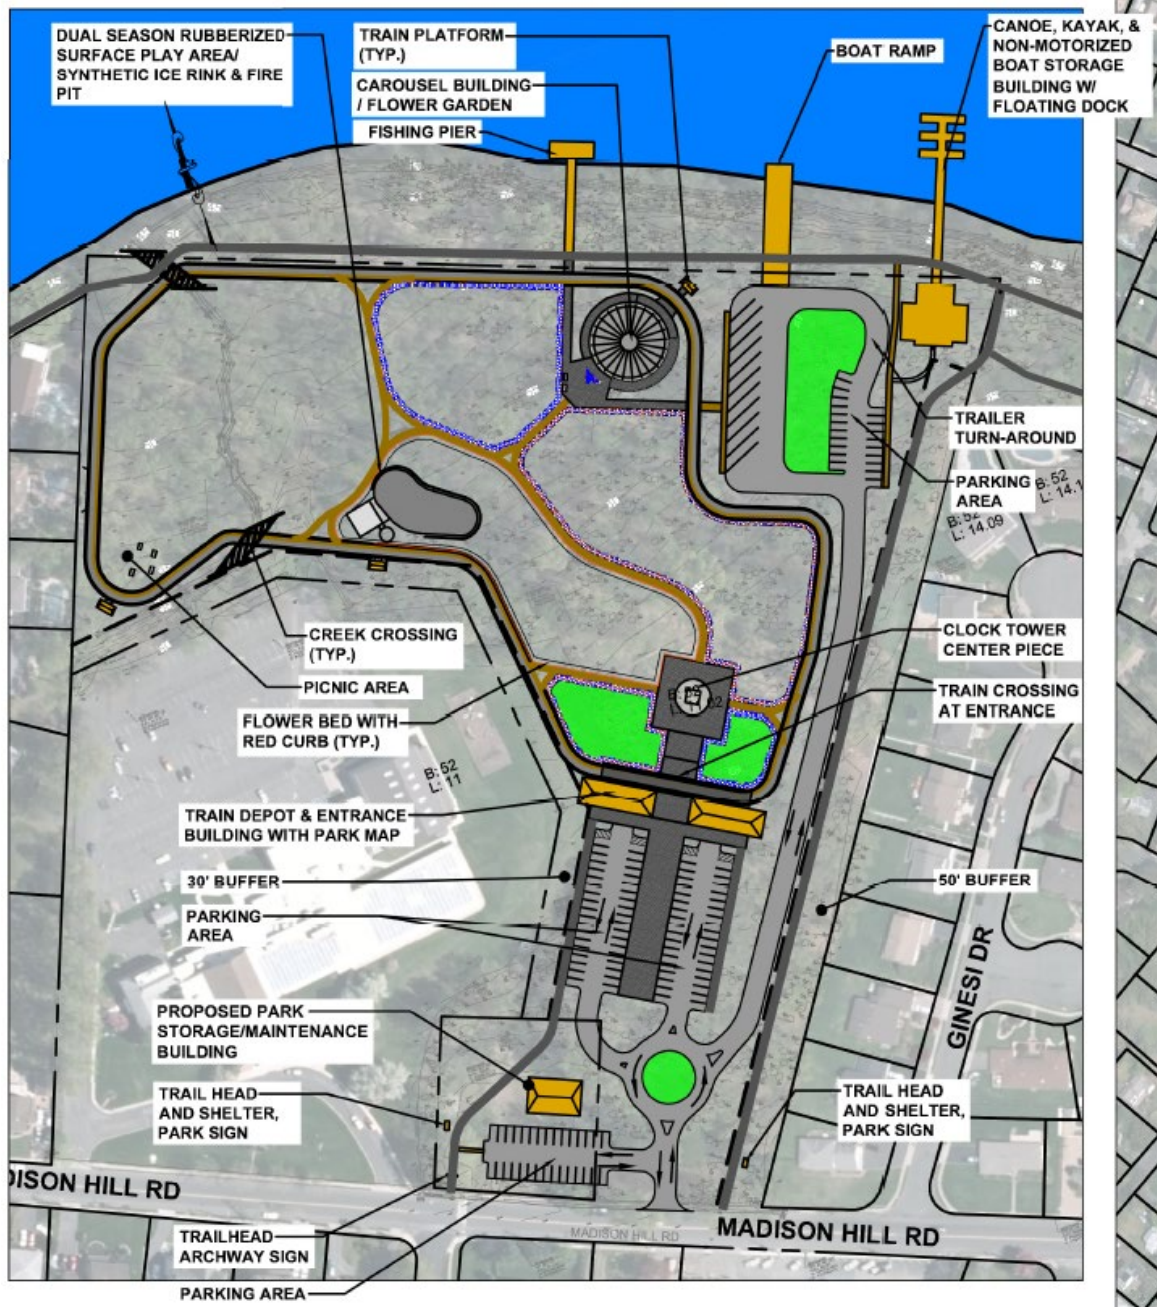 DUAL SEASON RUBBERIZED
SURFACE PLAY AREA/
SYNTHETIC ICE RINK & FIRE
PIT
TRAIN PLATFORM
(TYP.)
CAROUSEL BUILDING
/ FLOWER GARDEN
FISHING PIER
BOAT RAMP
CANOE, KAYAK, &
NON-MOTORIZED
BOAT STORAGE
BUILDING W/
FLOATING DOCK
TRAILER
TURN-AROUND
PARKING
AREA
B: 52
L: 14.1
B: 52
L: 14.09
CREEK CROSSING
(TYP.)
PICNIC AREA
FLOWER BED WITH
RED CURB (TYP.)
CLOCK TOWER
CENTER PIECE
TRAIN CROSSING
AT ENTRANCE
B: 52
L: 11
TRAIN DEPOT & ENTRANCE
BUILDING WITH PARK MAP
30' BUFFER
50' BUFFER
PARKING
AREA
GINESI DR
PROPOSED PARK
STORAGE/MAINTENANCE
BUILDING
TRAIL HEAD
AND SHELTER,
PARK SIGN
TRAIL HEAD
AND SHELTER,
PARK SIGN
DISON HILL RD
MADISON HILL RD
MADISON HILL RD
TRAILHEAD
ARCHWAY SIGN
PARKING AREA